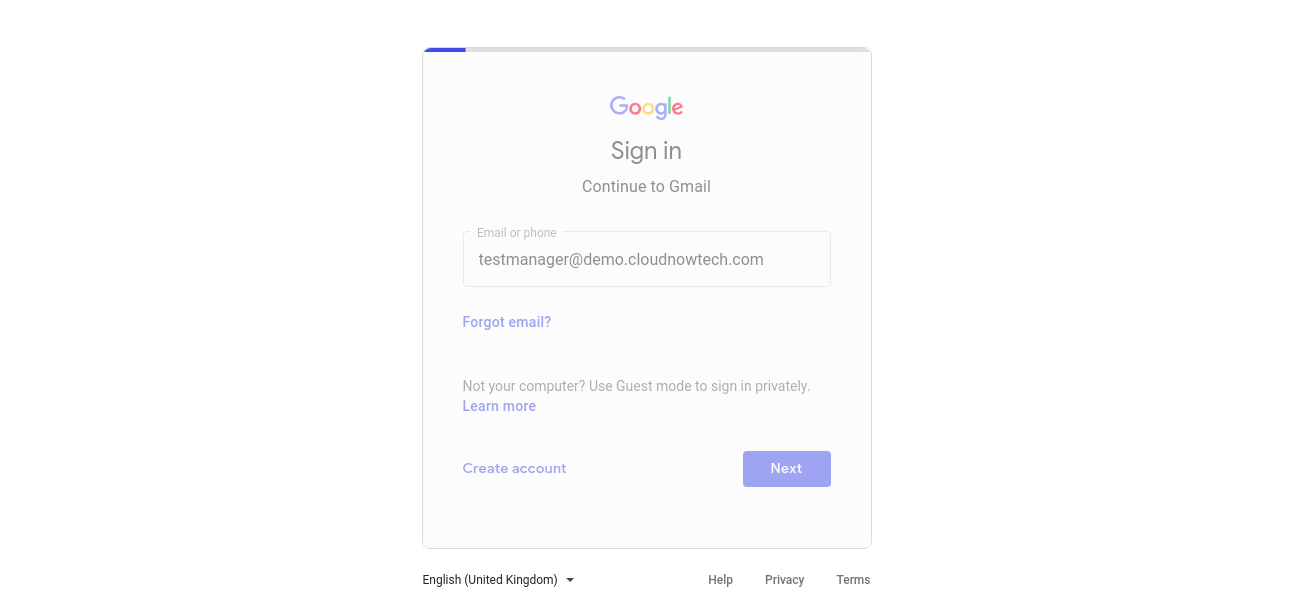 Google
Sign in
Continue to Gmail
Email or phone
testmanager@demo.cloudnowtech.com
Forgot email?
Not your computer? Use Guest mode to sign in privately.
Learn more
Create account
Next
English (United Kingdom)
Help
Privacy
Terms